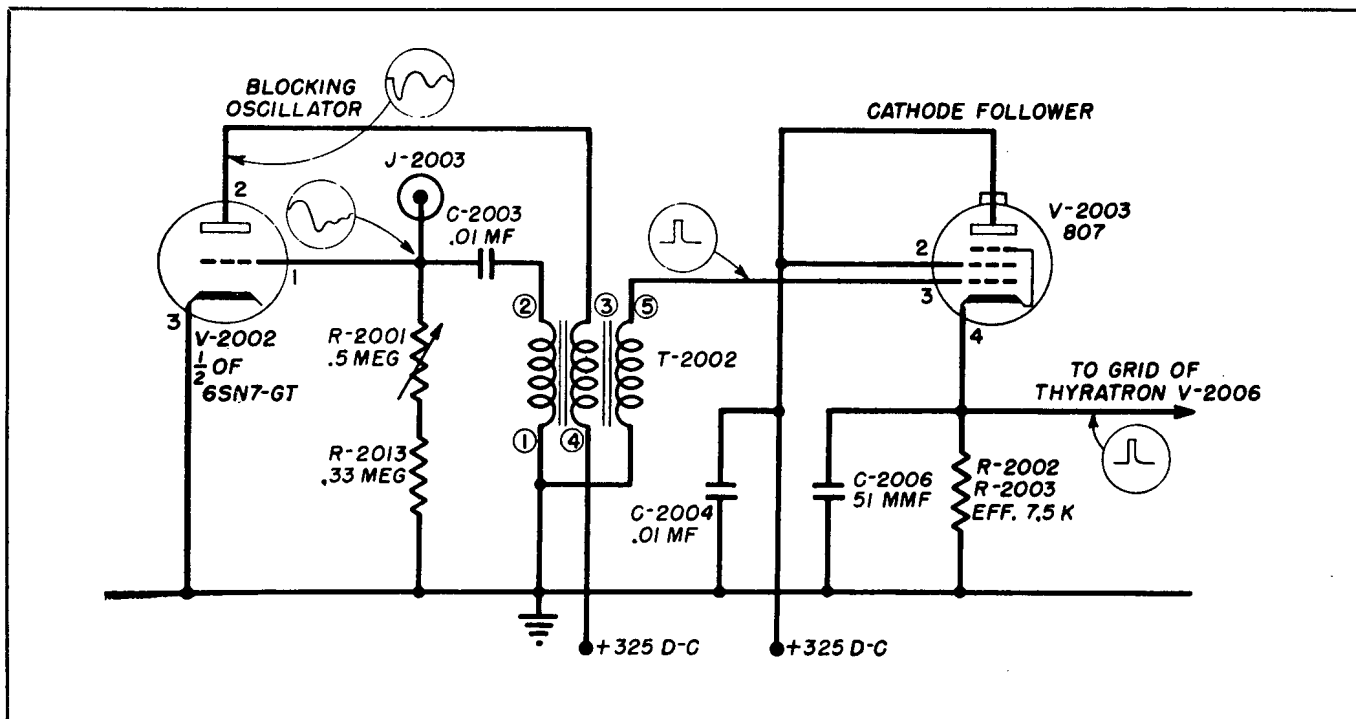 BLOCKING
OSCILLATOR
CATHODE FOLLOWER
J-2003
2
C-2003
.01 MF
V-2003
807
1
2
3
3
V-2002
1/2 OF
6SN7-GT
R-2001
.5 MEG
②
③
⑤
T-2002
4
TO GRID OF
THYRATRON V-2006
①
④
R-2013
.33 MEG
C-2004
.01 MF
C-2006
51 MMF
R-2002
R-2003
EFF. 7.5 K
+325 D-C
+325 D-C